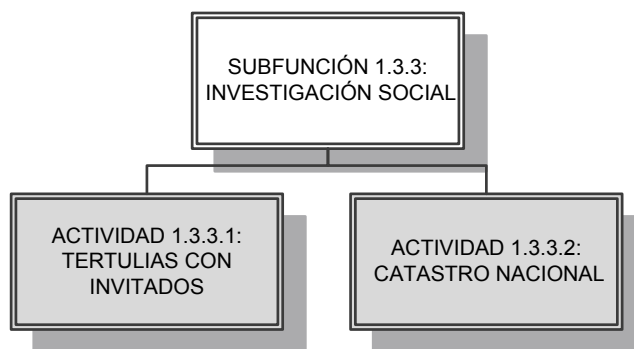 SUBFUNCIÓN 1.3.3:
INVESTIGACIÓN SOCIAL
ACTIVIDAD 1.3.3.1:
TERTULIAS CON
INVITADOS
ACTIVIDAD 1.3.3.2:
CATASTRO NACIONAL